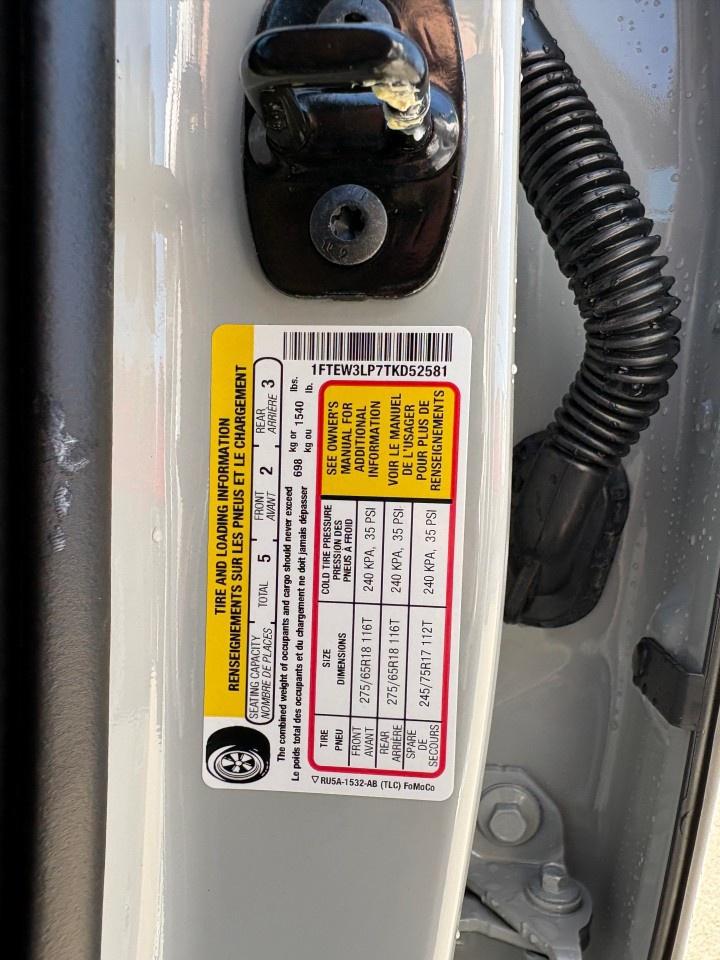 1FTEW3LP7TKD52581
TIRE AND LOADING INFORMATION
RENSEIGNEMENTS SUR LES PNEUS ET LE CHARGEMENT
SEATING CAPACITY
NOMBRE DE PLACES
TOTAL 5
FRONT
AVANT 2
REAR
ARRIÈRE 3
The combined weight of occupants and cargo should never exceed 698 kg or 1540 lbs.
Le poids total des occupants et du chargement ne doit jamais dépasser kg ou lb.
TIRE
PNEU
SIZE
DIMENSIONS
COLD TIRE PRESSURE
PRESSION DES
PNEUS A FROID
FRONT
AVANT
275/65R18 116T
240 KPA, 35 PSI
REAR
ARRIÈRE
275/65R18 116T
240 KPA, 35 PSI
SPARE
DE
SECOURS
245/75R17 112T
240 KPA, 35 PSI
SEE OWNER'S
MANUAL FOR
ADDITIONAL
INFORMATION
VOIR LE MANUEL
DE L'USAGER
POUR PLUS DE
RENSEIGNEMENTS
▽ RU5A-1532-AB (TLC) FoMoCo